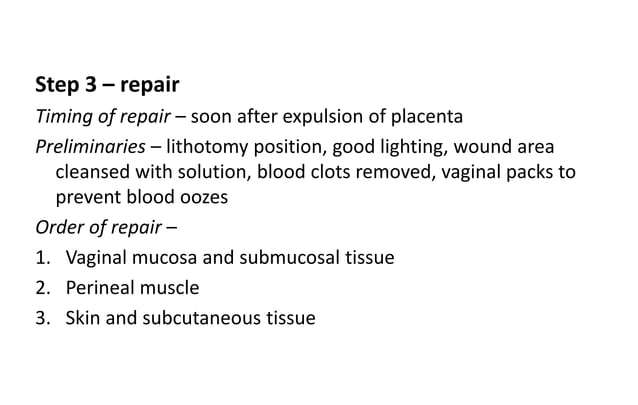 Step 3 – repair
Timing of repair – soon after expulsion of placenta
Preliminaries – lithotomy position, good lighting, wound area
cleansed with solution, blood clots removed, vaginal packs to
prevent blood oozes
Order of repair –
1. Vaginal mucosa and submucosal tissue
2. Perineal muscle
3. Skin and subcutaneous tissue